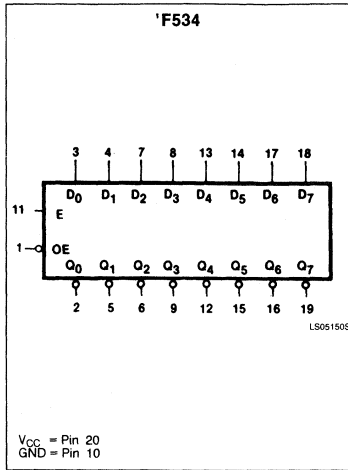 'F534
3 4 7 8 13 14 17 18
D0 D1 D2 D3 D4 D5 D6 D7
11 E
1 OE
Q0 Q1 Q2 Q3 Q4 Q5 Q6 Q7
2 5 6 9 12 15 16 19
LS05150S
VCC = Pin 20
GND = Pin 10